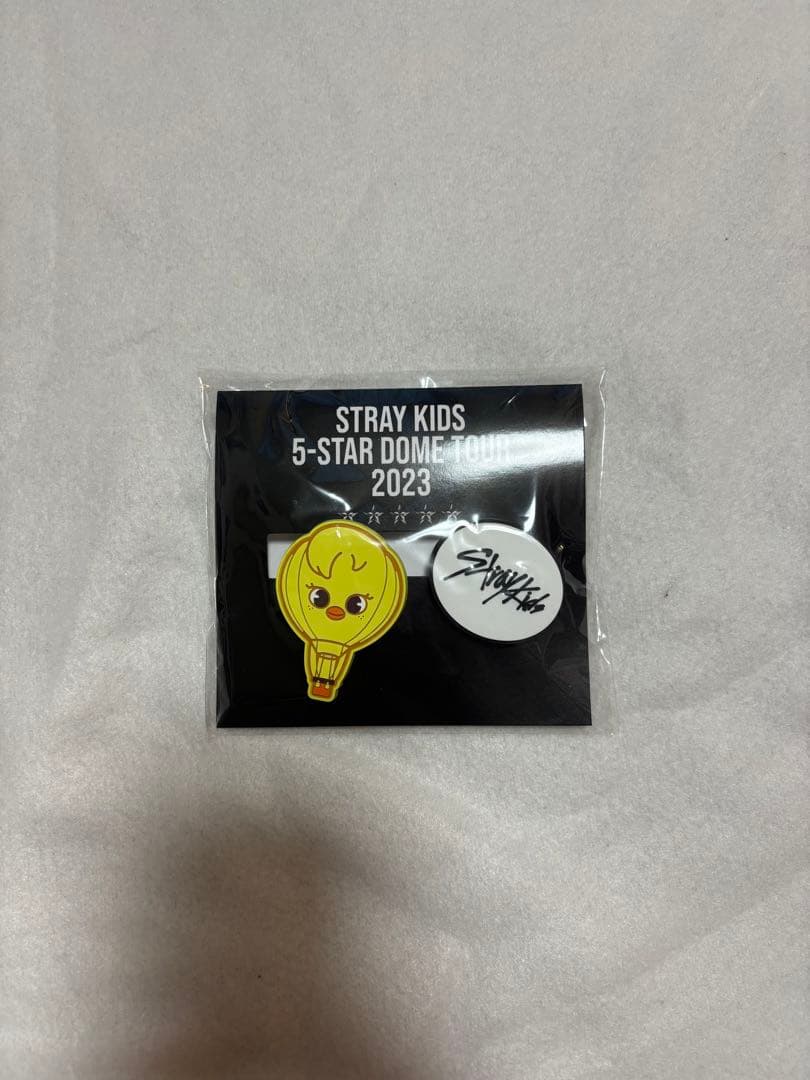 STRAY KIDS
5-STAR DOME TOUR
2023
Stray Kids